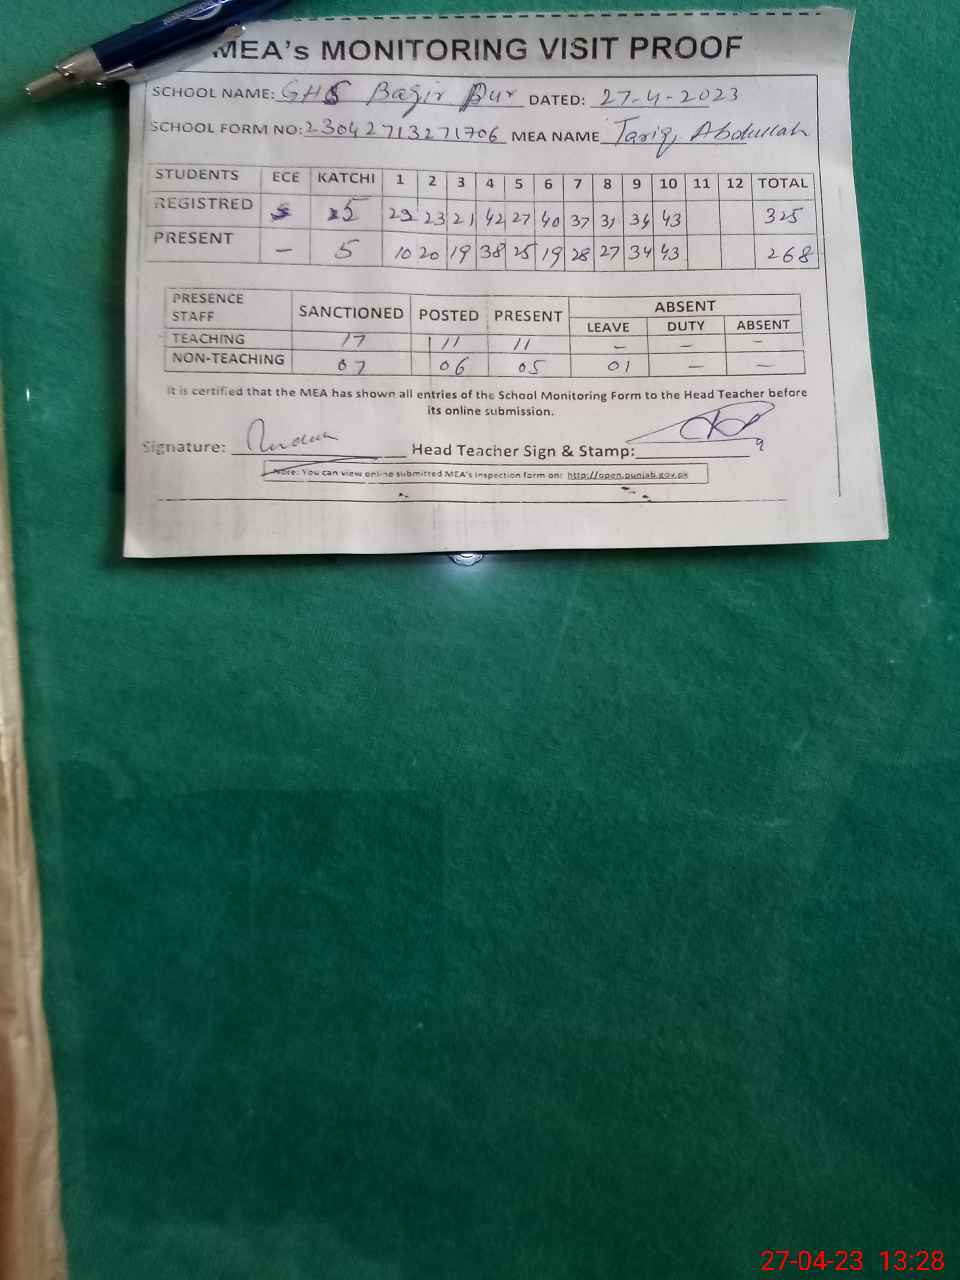 MEA's MONITORING VISIT PROOF
SCHOOL NAME: GHS Baqir Pur DATED: 27-4-2023
SCHOOL FORM NO: 23042713271706 MEA NAME Tariq Abdullah
STUDENTS ECE KATCHI 1 2 3 4 5 6 7 8 9 10 11 12 TOTAL
REGISTRED 5 23 21 42 27 40 37 31 34 43 325
PRESENT - 5 10 20 19 38 25 19 28 27 34 43 268
PRESENCE STAFF SANCTIONED POSTED PRESENT ABSENT
LEAVE DUTY ABSENT
TEACHING 17 11 11 - - -
NON-TEACHING 07 06 05 01 - -
It is certified that the MEA has shown all entries of the School Monitoring Form to the Head Teacher before
its online submission.
Signature: Head Teacher Sign & Stamp:
Note: You can view online submitted MEA's inspection form on: http://open.punjab.gov.pk
27-04-23 13:28